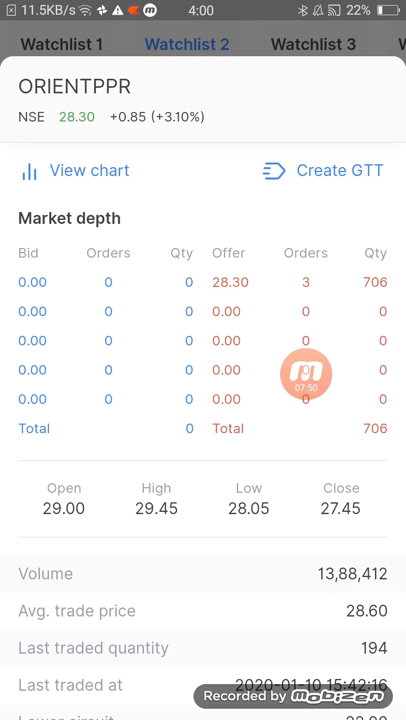 11.5KB/s 4:00 22%
Watchlist 1 Watchlist 2 Watchlist 3
ORIENTPPR
NSE 28.30 +0.85 (+3.10%)
View chart Create GTT
Market depth
Bid Orders Qty Offer Orders Qty
0.00 0 0 28.30 3 706
0.00 0 0 0.00 0 0
0.00 0 0 0.00 0 0
0.00 0 0 0.00 0 0
07:50
0.00 0 0 0.00 0 0
Total 0 Total 706
Open High Low Close
29.00 29.45 28.05 27.45
Volume 13,88,412
Avg. trade price 28.60
Last traded quantity 194
Last traded at 2020-01-10 15:42:16
Recorded by mobizen
Lower circuit